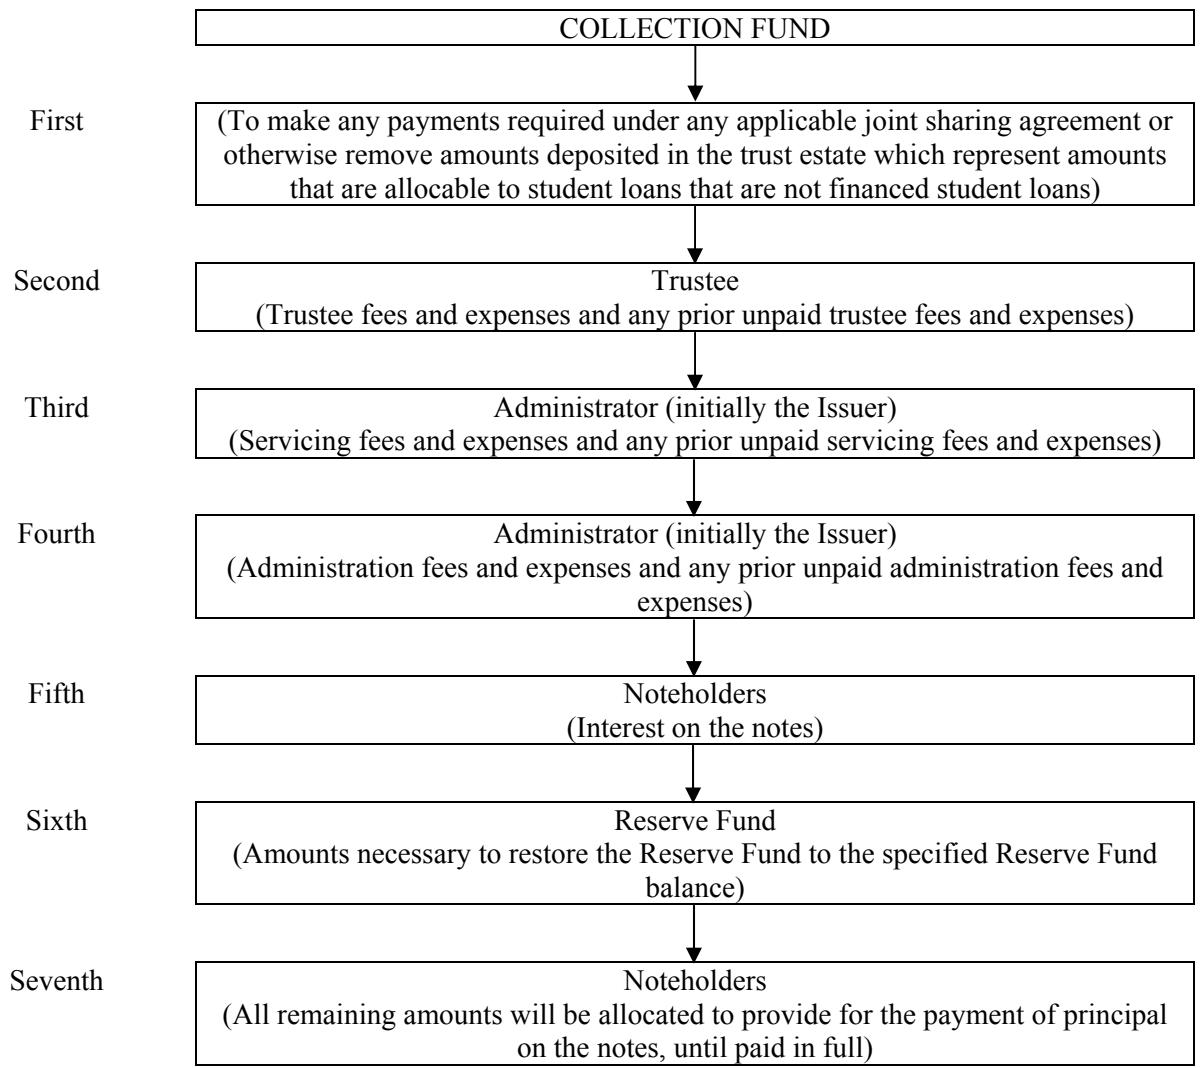 COLLECTION FUND
First
(To make any payments required under any applicable joint sharing agreement or
otherwise remove amounts deposited in the trust estate which represent amounts
that are allocable to student loans that are not financed student loans)
Second
Trustee
(Trustee fees and expenses and any prior unpaid trustee fees and expenses)
Third
Administrator (initially the Issuer)
(Servicing fees and expenses and any prior unpaid servicing fees and expenses)
Fourth
Administrator (initially the Issuer)
(Administration fees and expenses and any prior unpaid administration fees and
expenses)
Fifth
Noteholders
(Interest on the notes)
Sixth
Reserve Fund
(Amounts necessary to restore the Reserve Fund to the specified Reserve Fund
balance)
Seventh
Noteholders
(All remaining amounts will be allocated to provide for the payment of principal
on the notes, until paid in full)